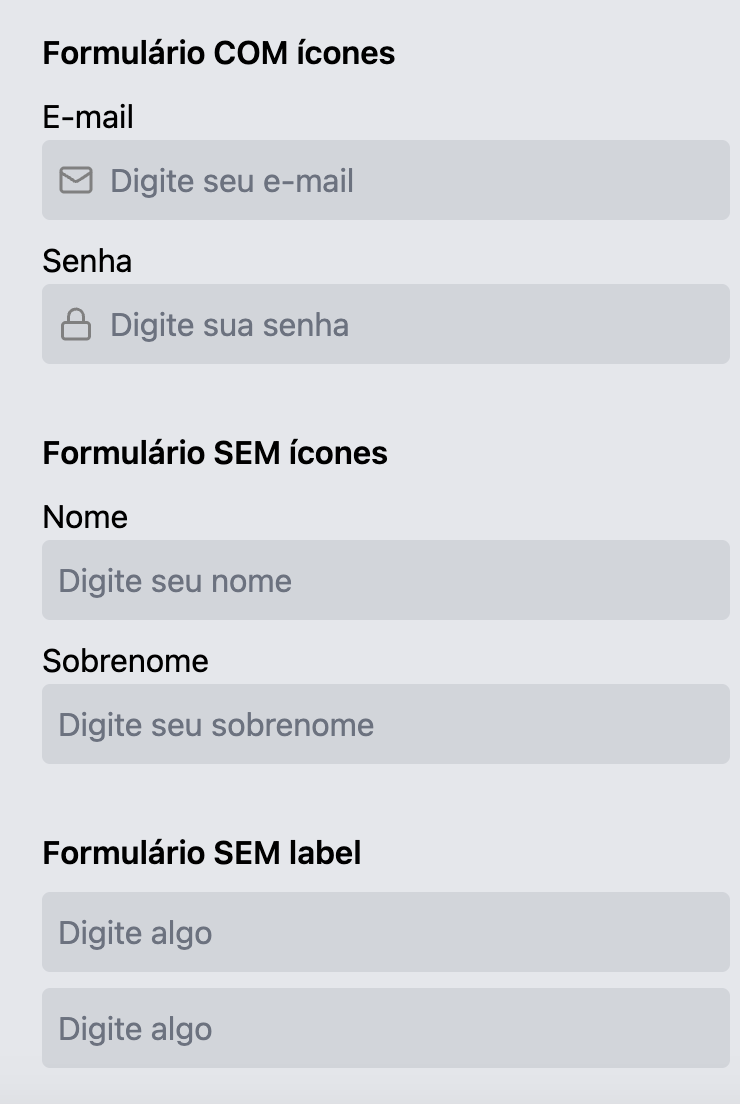 Formulário COM ícones
E-mail
Digite seu e-mail
Senha
Digite sua senha
Formulário SEM ícones
Nome
Digite seu nome
Sobrenome
Digite seu sobrenome
Formulário SEM label
Digite algo
Digite algo